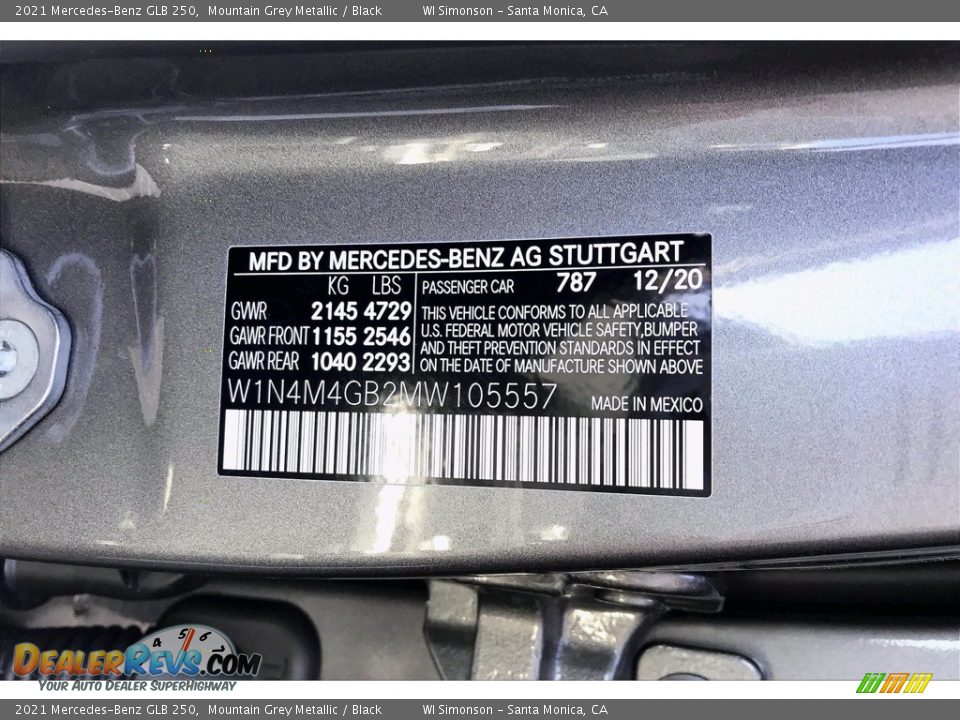 2021 Mercedes-Benz GLB 250, Mountain Grey Metallic / Black WI Simonson - Santa Monica, CA
MFD BY MERCEDES-BENZ AG STUTTGART
KG LBS PASSENGER CAR 787 12/20
GWR 2145 4729
GAWR FRONT 1155 2546
GAWR REAR 1040 2293
THIS VEHICLE CONFORMS TO ALL APPLICABLE
U.S. FEDERAL MOTOR VEHICLE SAFETY, BUMPER
AND THEFT PREVENTION STANDARDS IN EFFECT
ON THE DATE OF MANUFACTURE SHOWN ABOVE
W1N4M4GB2MW105557 MADE IN MEXICO
4 5 6
DEALERREVS.COM
YOUR AUTO DEALER SUPERHIGHWAY
2021 Mercedes-Benz GLB 250, Mountain Grey Metallic / Black WI Simonson - Santa Monica, CA